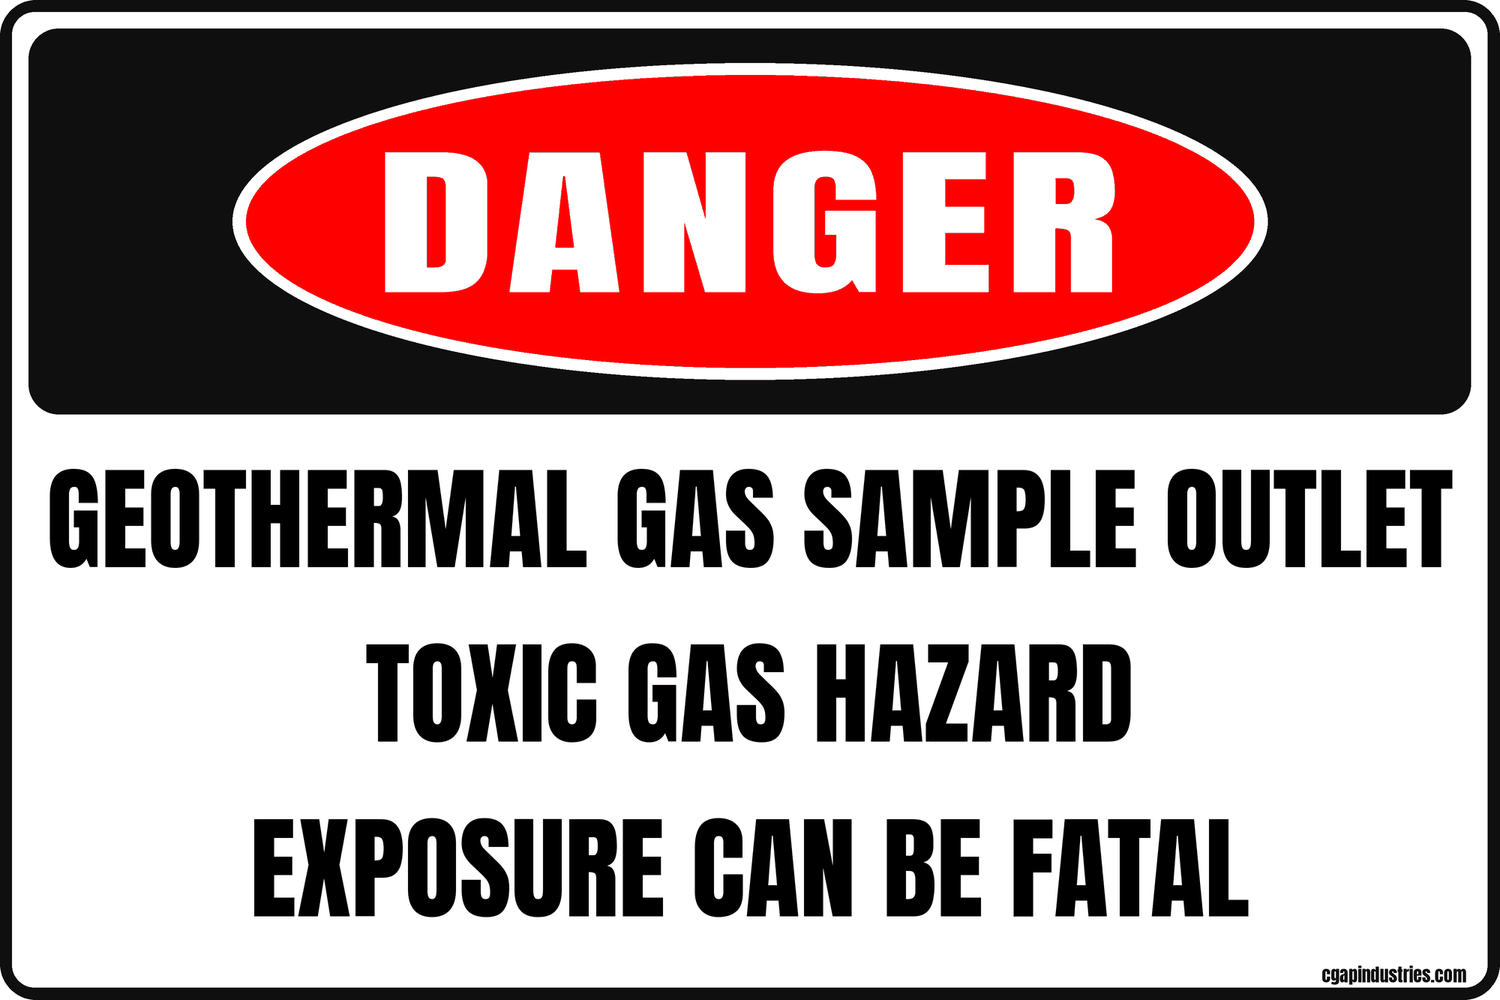 DANGER
GEOTHERMAL GAS SAMPLE OUTLET
TOXIC GAS HAZARD
EXPOSURE CAN BE FATAL
cgapindustries.com